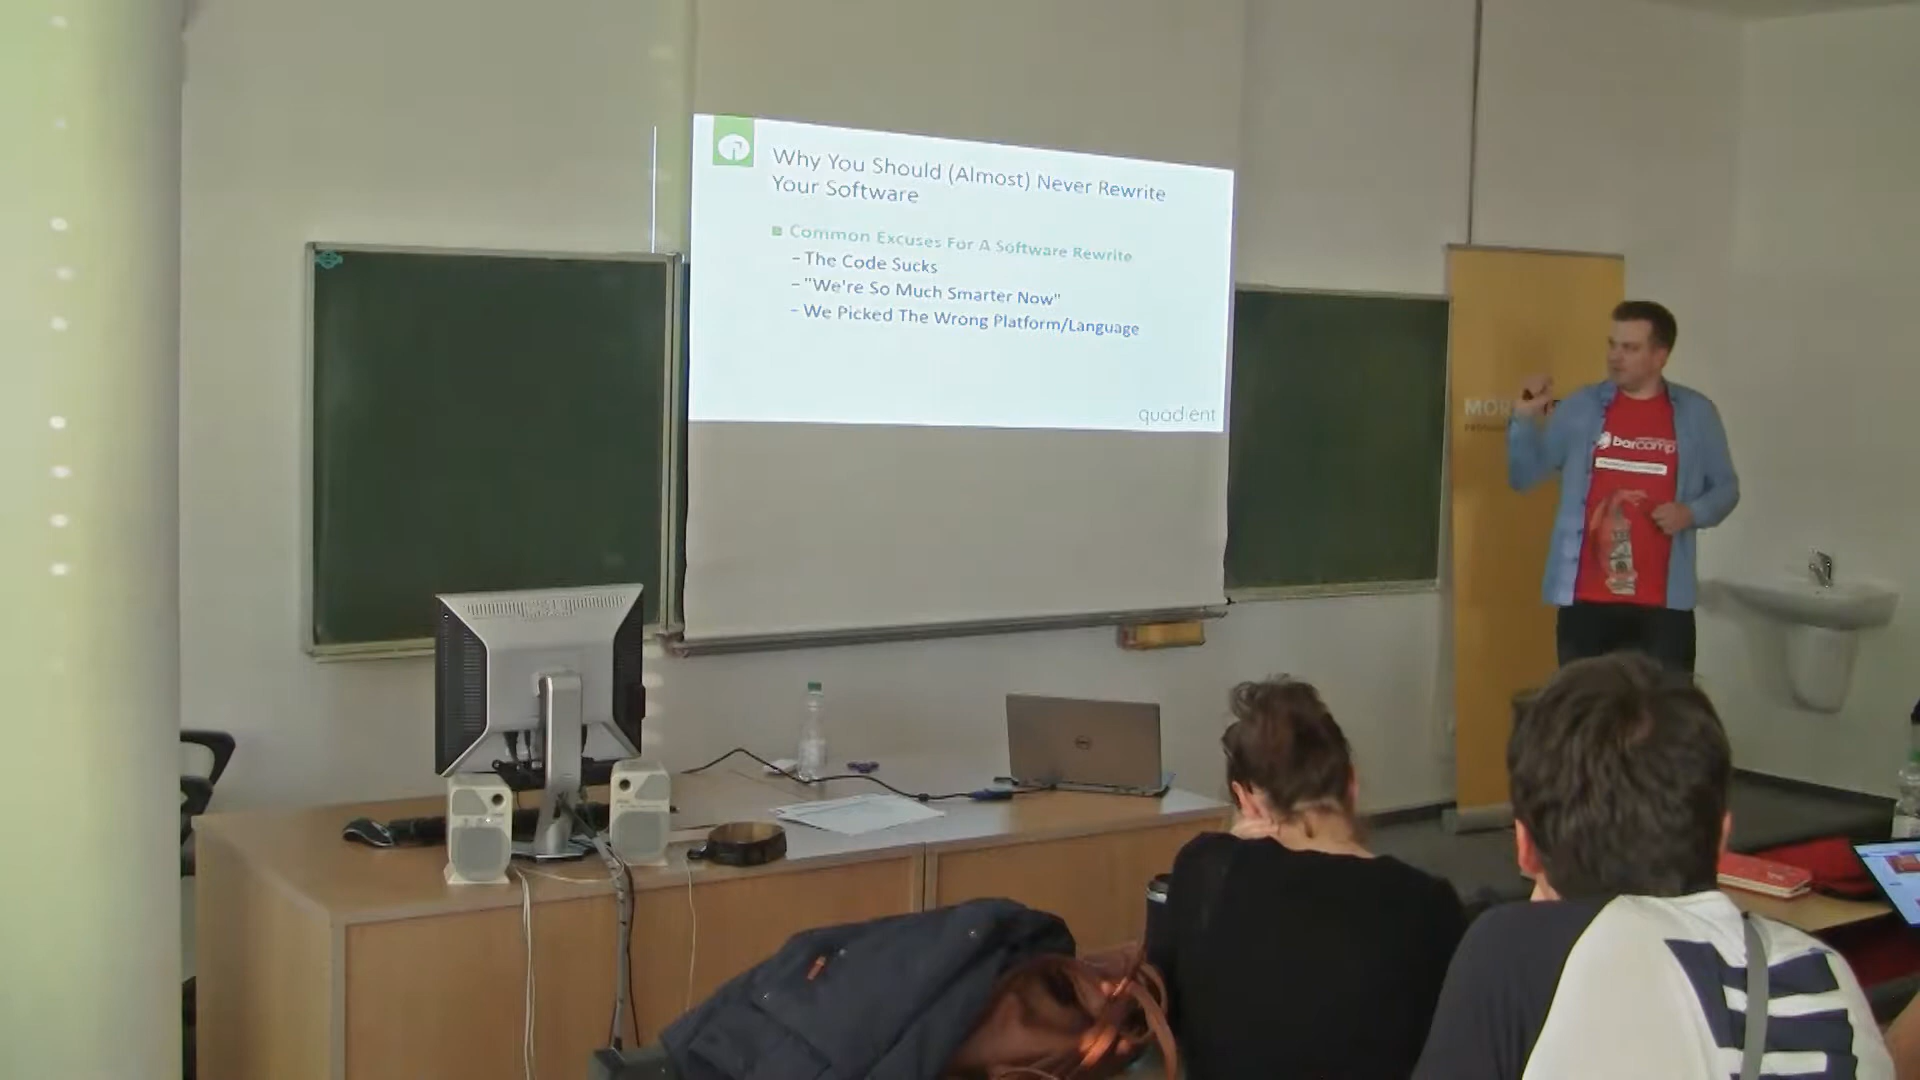 Why You Should (Almost) Never Rewrite
Your Software
Common Excuses For A Software Rewrite
– The Code Sucks
– "We're So Much Smarter Now"
– We Picked The Wrong Platform/Language
quadient
barcamp
DELL